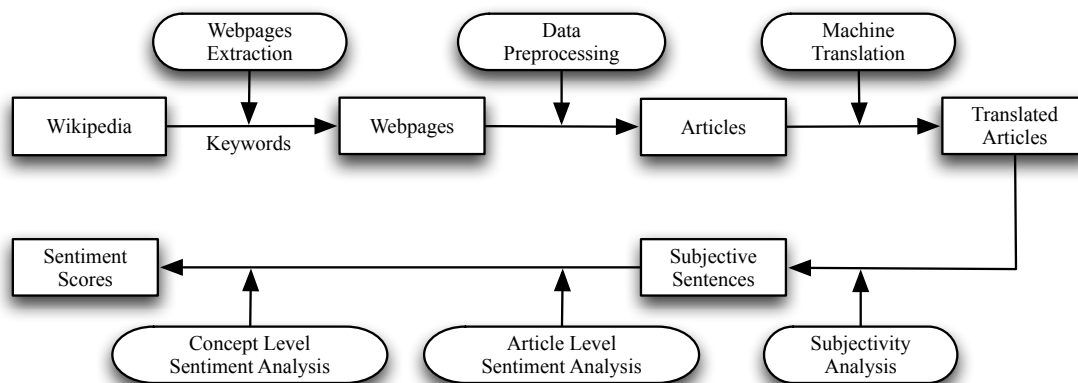 Webpages
Extraction
Data
Preprocessing
Machine
Translation
Wikipedia
Keywords
Webpages
Articles
Translated
Articles
Sentiment
Scores
Subjective
Sentences
Concept Level
Sentiment Analysis
Article Level
Sentiment Analysis
Subjectivity
Analysis